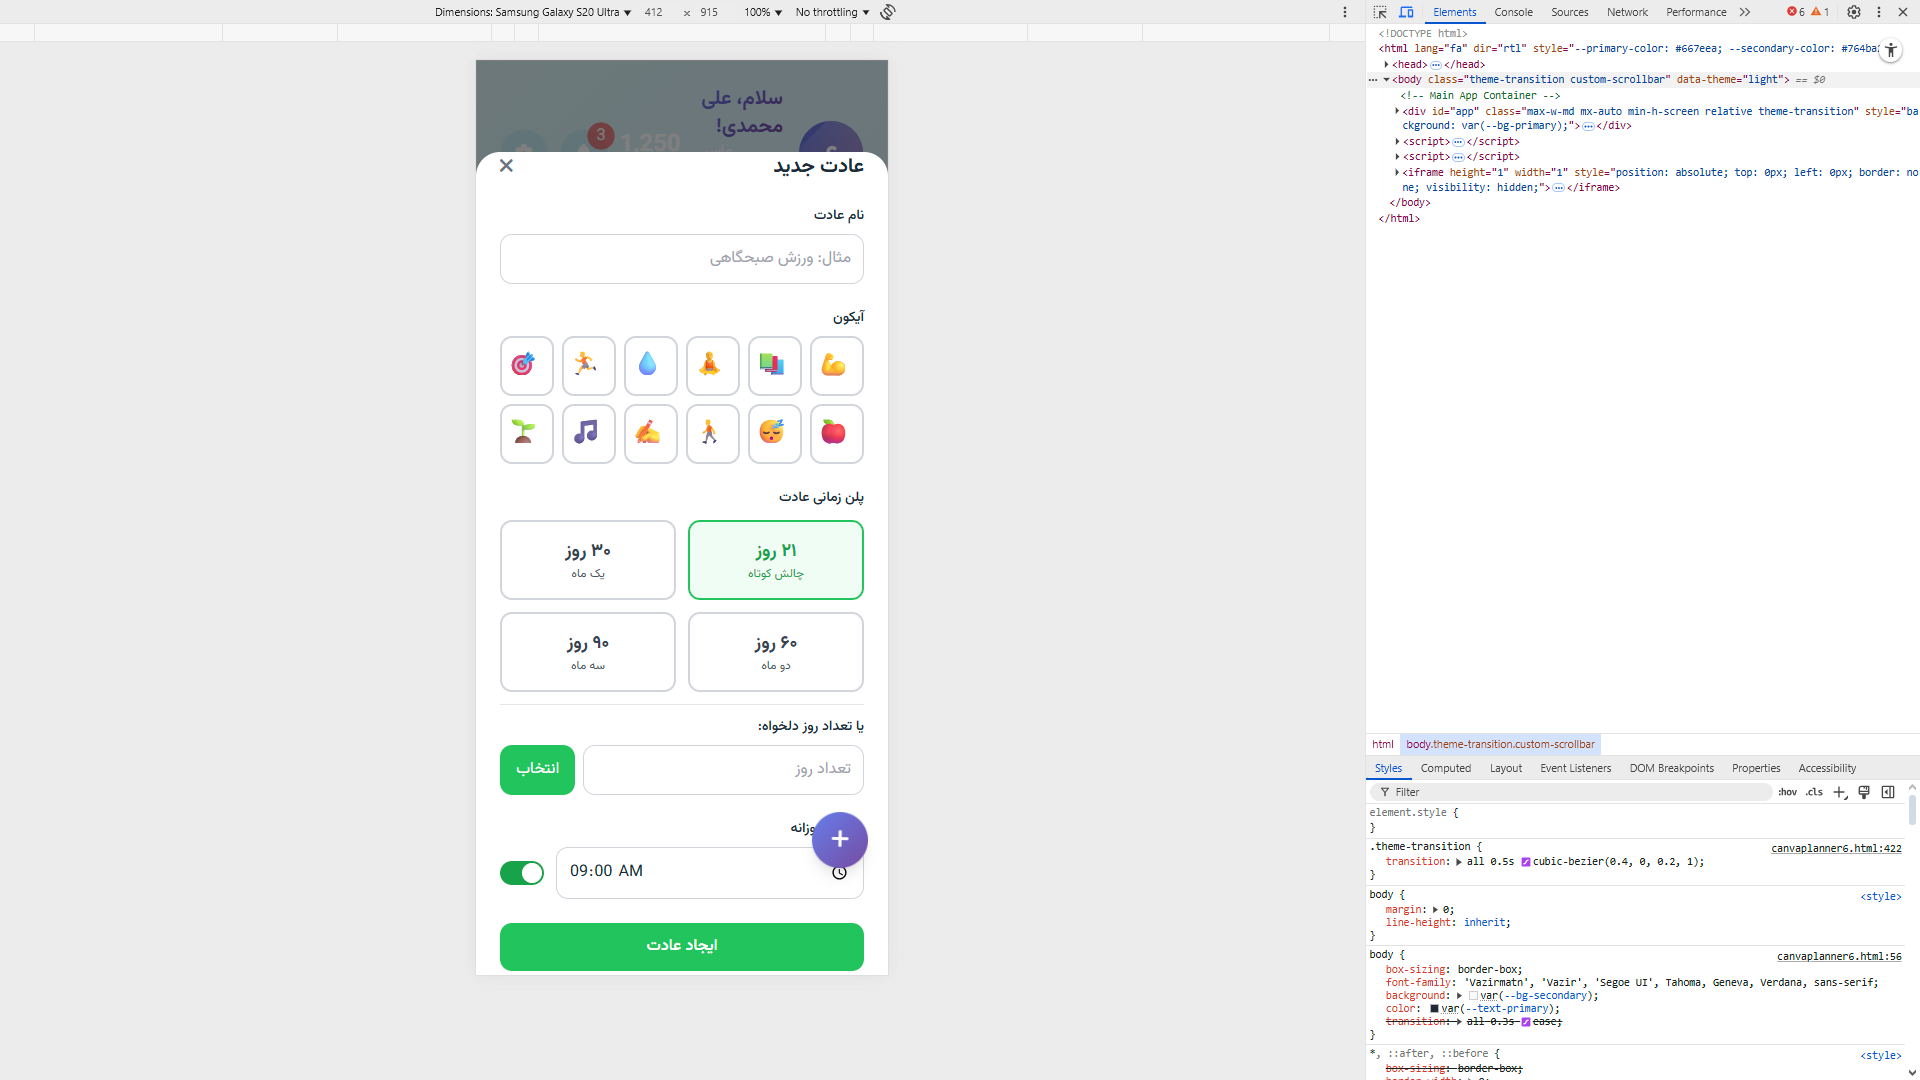 Dimensions: Samsung Galaxy S20 Ultra ▼ 412 × 915 100% ▼ No throttling ▼
Elements Console Sources Network Performance 6 1
سلام، علی
محمدی!
3
1,250
عادت جدید
نام عادت
مثال: ورزش صبحگاهی
آیکون
پلن زمانی عادت
۲۱ روز
چالش کوتاه
۳۰ روز
یک ماه
۶۰ روز
دو ماه
۹۰ روز
سه ماه
یا تعداد روز دلخواه:
تعداد روز
انتخاب
09:00 AM
ایجاد عادت
<!DOCTYPE html>
<html lang="fa" dir="rtl" style="--primary-color: #667eea; --secondary-color: #764ba
<head> ⋯ </head>
<body class="theme-transition custom-scrollbar" data-theme="light"> == $0
<!-- Main App Container -->
<div id="app" class="max-w-md mx-auto min-h-screen relative theme-transition" style="ba
ckground: var(--bg-primary);"> ⋯ </div>
<script> ⋯ </script>
<script> ⋯ </script>
<iframe height="1" width="1" style="position: absolute; top: 0px; left: 0px; border: no
ne; visibility: hidden;"> ⋯ </iframe>
</body>
</html>
html body.theme-transition.custom-scrollbar
Styles Computed Layout Event Listeners DOM Breakpoints Properties Accessibility
Filter :hov .cls
element.style {
}
.theme-transition { canvaplanner6.html:422
transition: all 0.5s cubic-bezier(0.4, 0, 0.2, 1);
}
body { <style>
margin: 0;
line-height: inherit;
}
body { canvaplanner6.html:56
box-sizing: border-box;
font-family: 'Vazirmatn', 'Vazir', 'Segoe UI', Tahoma, Geneva, Verdana, sans-serif;
background: var(--bg-secondary);
color: var(--text-primary);
transition: all 0.3s ease;
}
*, ::after, ::before { <style>
box-sizing: border-box;